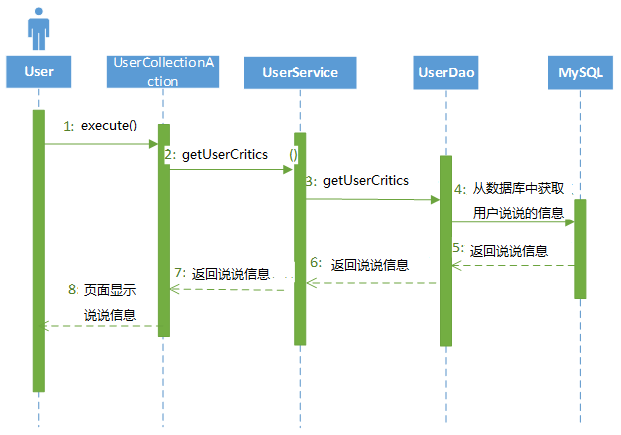 User
UserCollectionA
ction
UserService
UserDao
MySQL
1: execute()
2: getUserCritics ()
3: getUserCritics
4: 从数据库中获取
用户说说的信息
5: 返回说说信息
6: 返回说说信息
7: 返回说说信息
8: 页面显示
说说信息